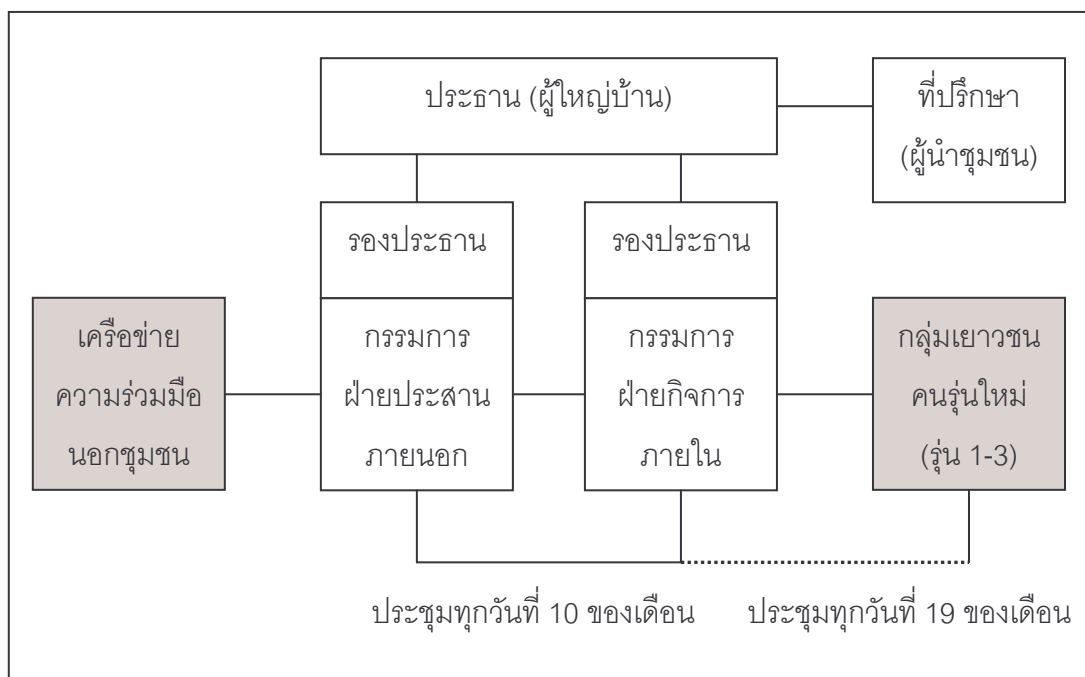 ประธาน (ผู้ใหญ่บ้าน)
ที่ปรึกษา
(ผู้นำชุมชน)
รองประธาน
รองประธาน
เครือข่าย
ความร่วมมือ
นอกชุมชน
กรรมการ
ฝ่ายประสาน
ภายนอก
กรรมการ
ฝ่ายกิจการ
ภายใน
กลุ่มเยาวชน
คนรุ่นใหม่
(รุ่น 1-3)
ประชุมทุกวันที่ 10 ของเดือน
ประชุมทุกวันที่ 19 ของเดือน